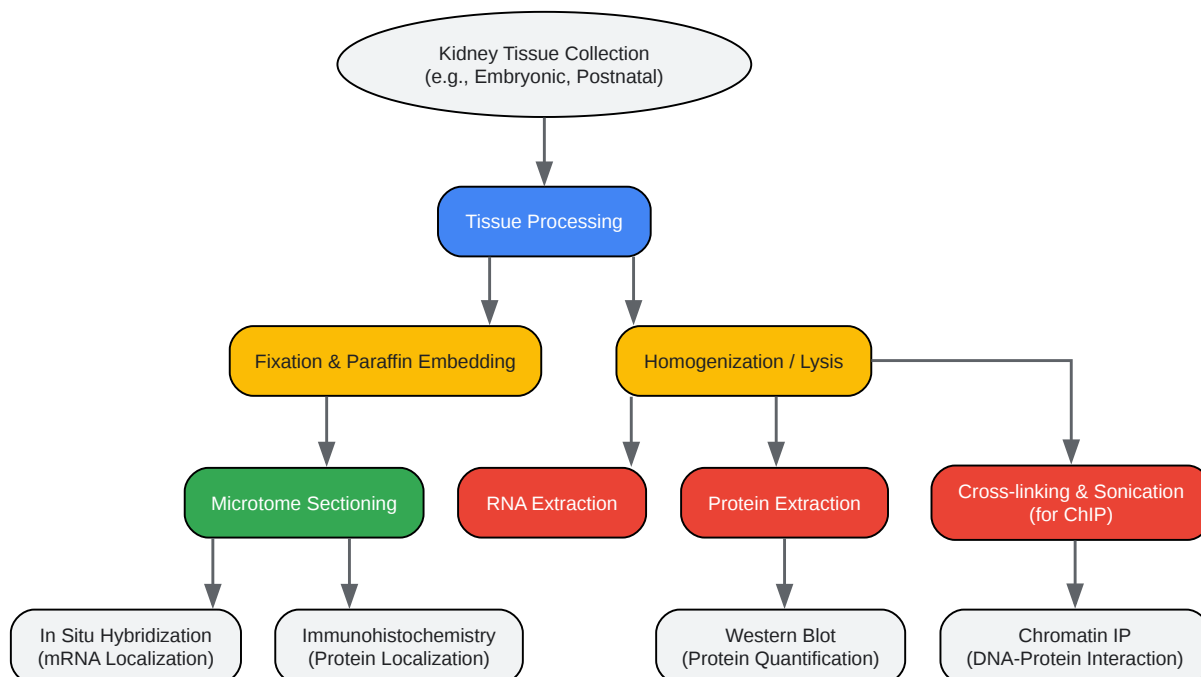 Kidney Tissue Collection
(e.g., Embryonic, Postnatal)
Tissue Processing
Fixation & Paraffin Embedding
Homogenization / Lysis
Microtome Sectioning
RNA Extraction
Protein Extraction
Cross-linking & Sonication
(for ChIP)
In Situ Hybridization
(mRNA Localization)
Immunohistochemistry
(Protein Localization)
Western Blot
(Protein Quantification)
Chromatin IP
(DNA-Protein Interaction)